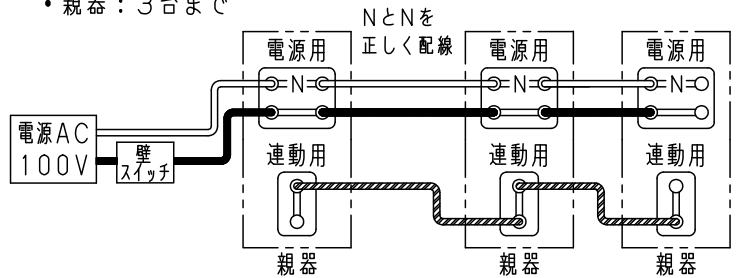 ・親器：３台まで
NとNを
正しく配線
電源用
電源用
電源用
N
N
N
電源AC
100V
壁
スイッチ
連動用
連動用
連動用
親器
親器
親器